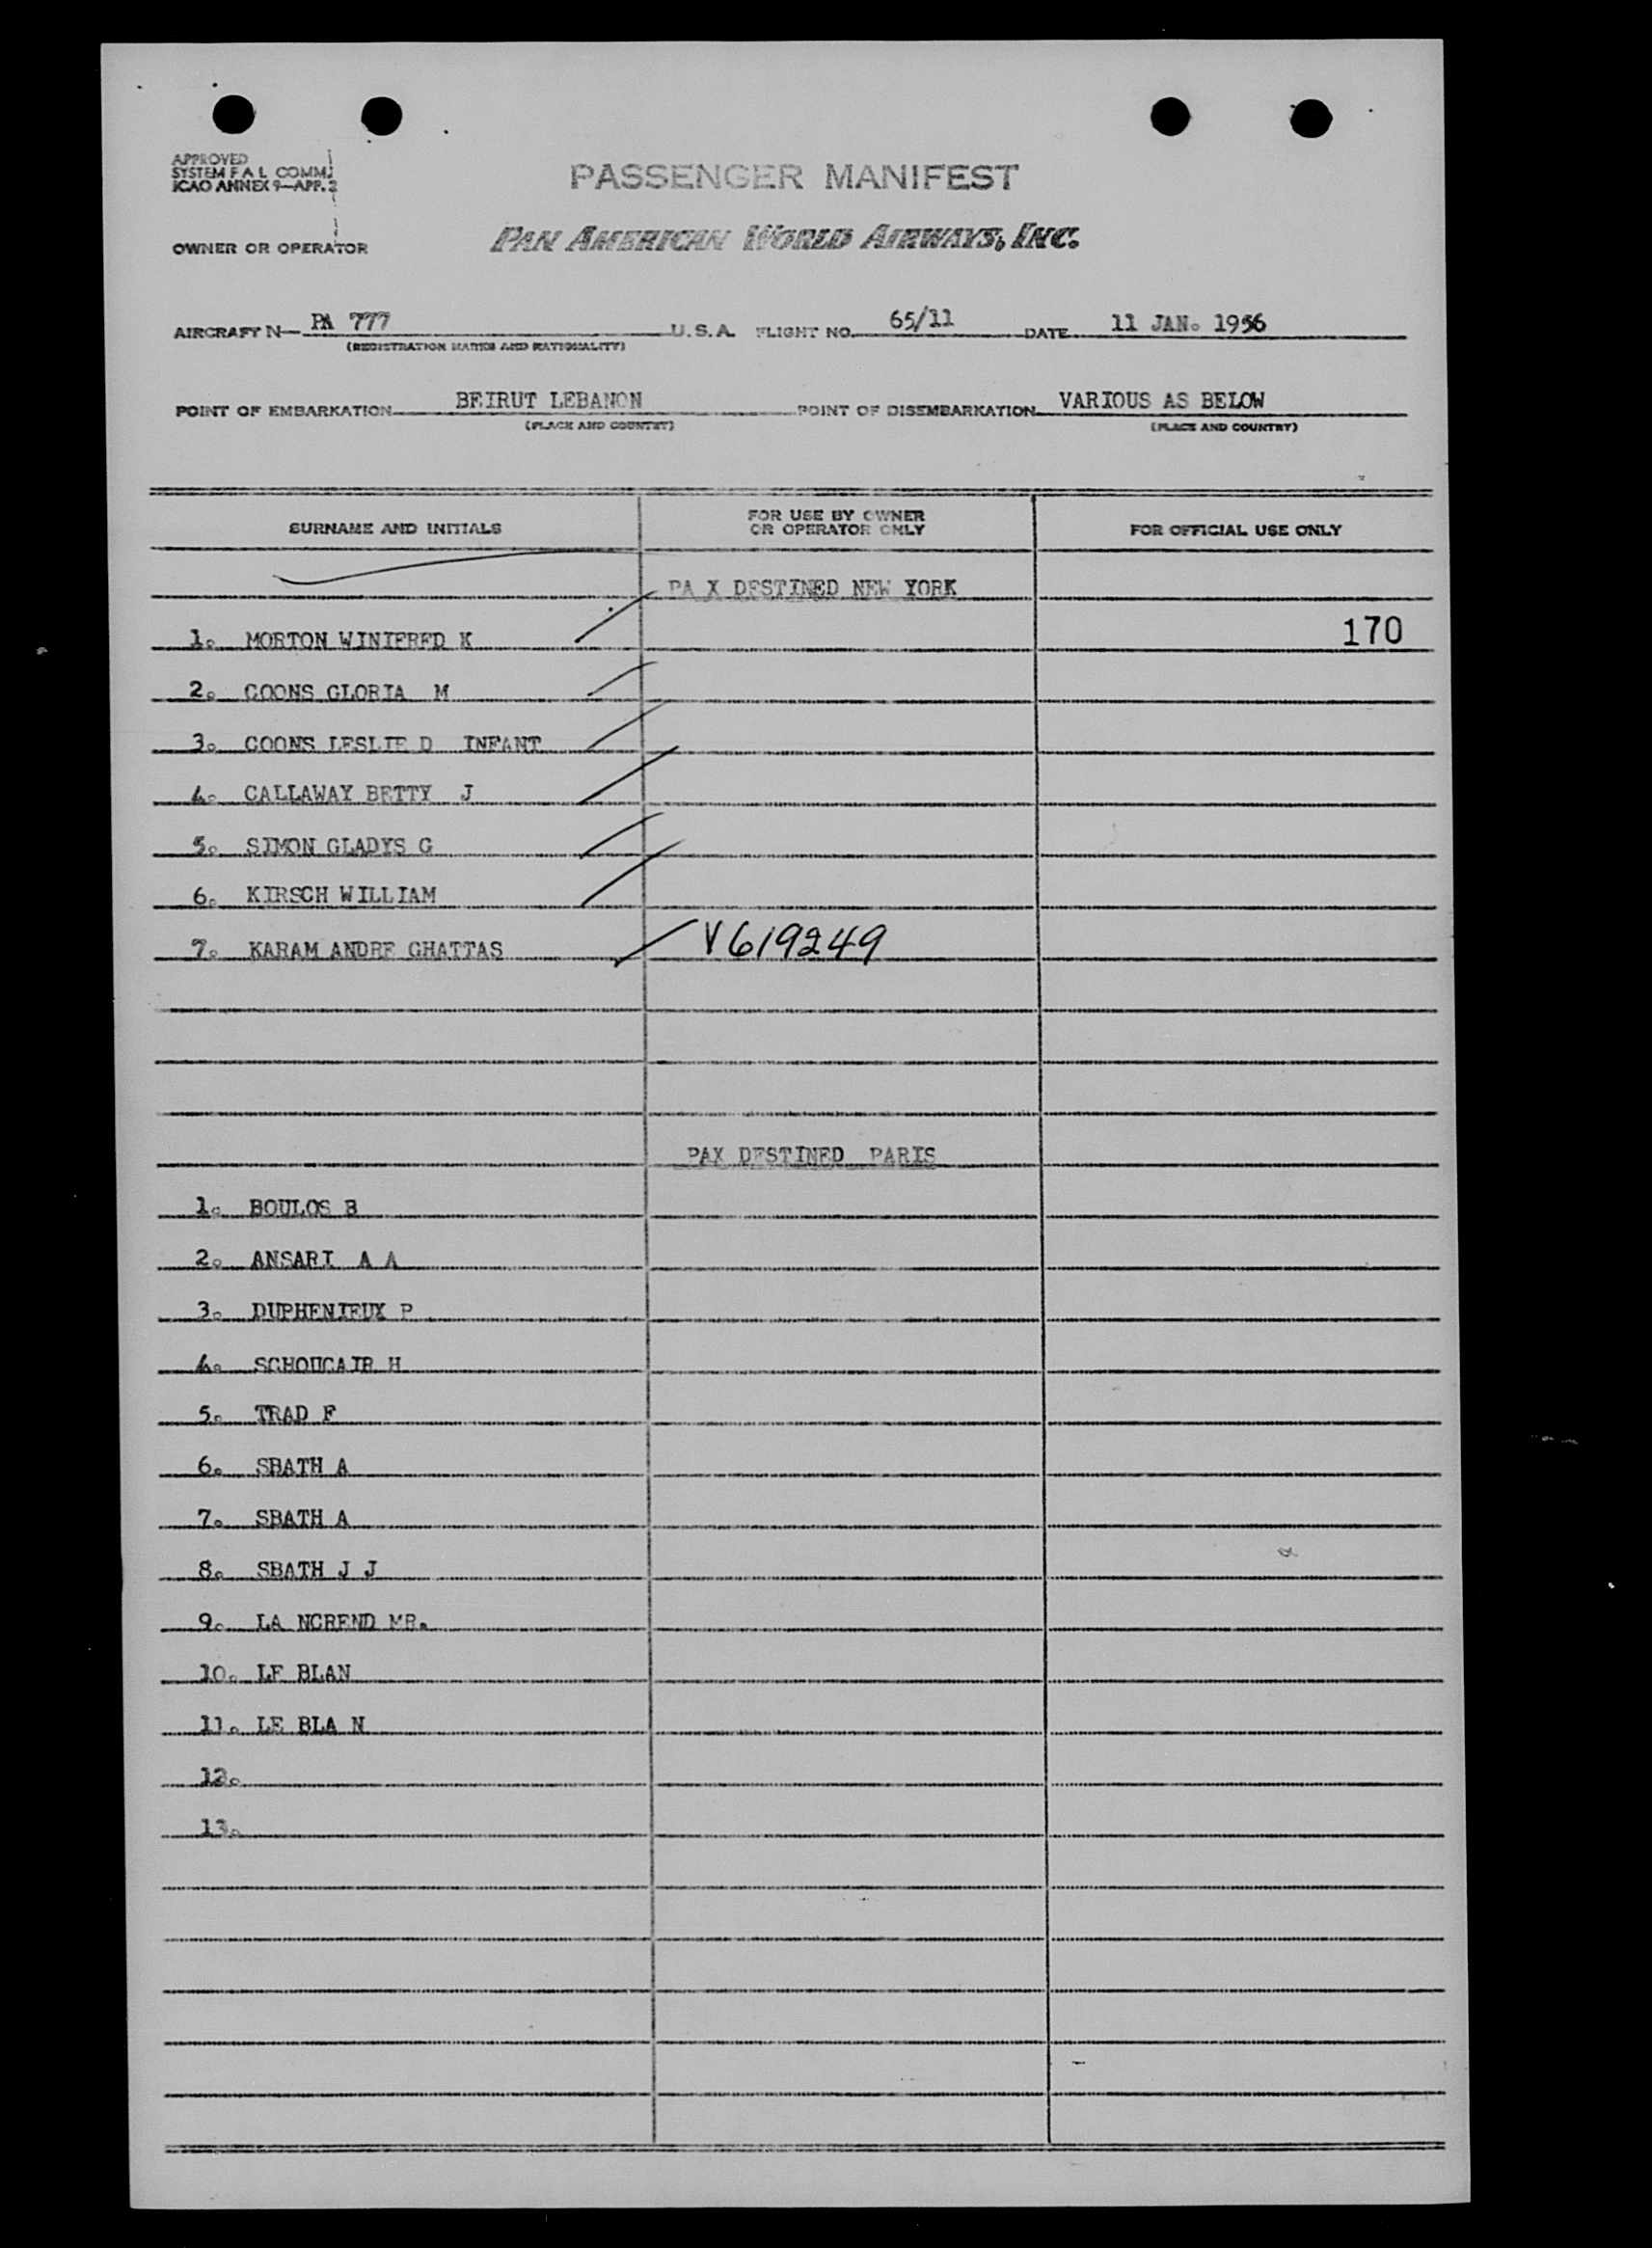 APPROVED
SYSTEM F A L COMM.
ICAO ANNEX 9—APP. 2
PASSENGER MANIFEST
OWNER OR OPERATOR PAN AMERICAN WORLD AIRWAYS, INC.
AIRCRAFT N— PA 777 U.S.A. FLIGHT NO. 65/11 DATE 11 JAN. 1956
(REGISTRATION MARKS AND NATIONALITY)
POINT OF EMBARKATION BEIRUT LEBANON POINT OF DISEMBARKATION VARIOUS AS BELOW
(PLACE AND COUNTRY) (PLACE AND COUNTRY)
SURNAME AND INITIALS FOR USE BY OWNER OR OPERATOR ONLY FOR OFFICIAL USE ONLY
PA X DESTINED NEW YORK
1. MORTON WINIFRED K 170
2. COONS GLORIA M
3. COONS LESLIE D INFANT
4. CALLAWAY BETTY J
5. SIMON GLADYS G
6. KIRSCH WILLIAM
7. KARAM ANDRE GHATTAS V619249
PAX DESTINED PARIS
1. BOULOS B
2. ANSARI A A
3. DUPHENIEUX P
4. SCHOUCAIR H
5. TRAD F
6. SBATH A
7. SBATH A
8. SBATH J J
9. LA NCREND MR.
10. LE BLAN
11. LE BLA N
12.
13.